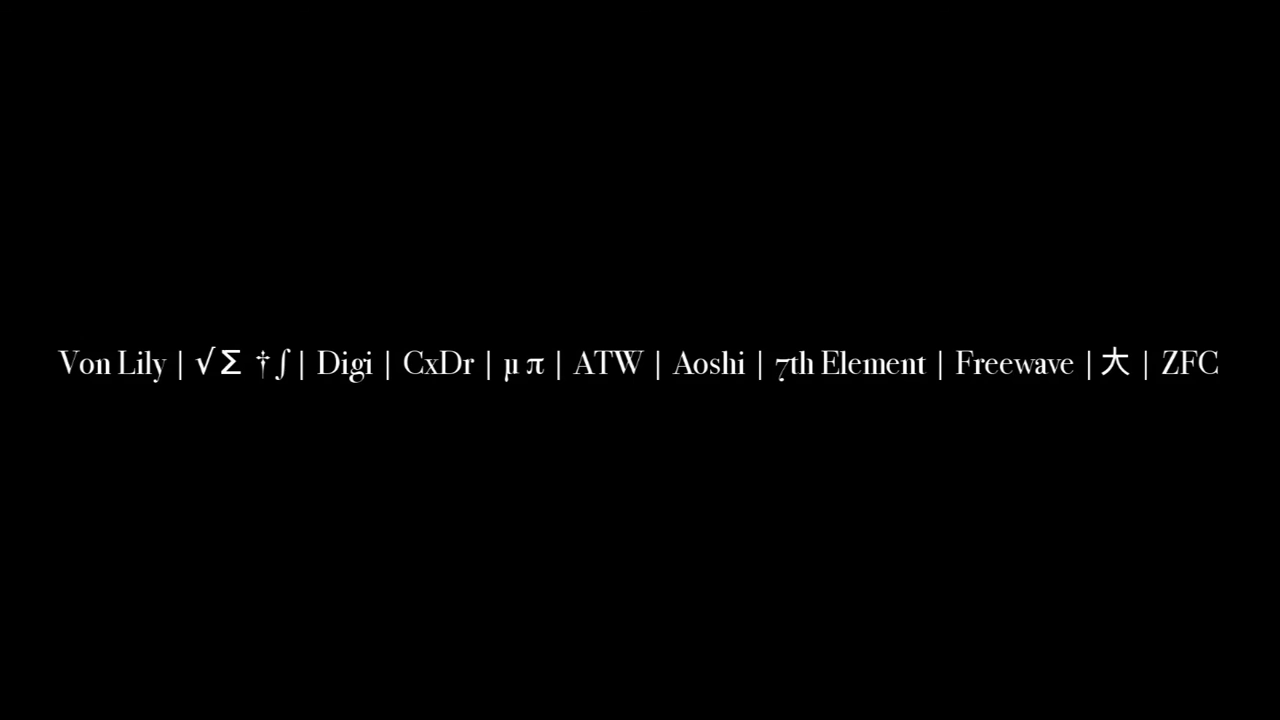 Von Lily | √ Σ † ∫ | Digi | CxDr | µ π | ATW | Aoshi | 7th Element | Freewave | 大 | ZFC